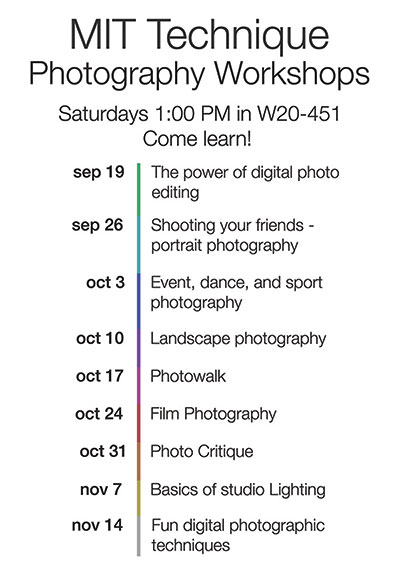 MIT Technique
Photography Workshops
Saturdays 1:00 PM in W20-451
Come learn!
sep 19 The power of digital photo
editing
sep 26 Shooting your friends -
portrait photography
oct 3 Event, dance, and sport
photography
oct 10 Landscape photography
oct 17 Photowalk
oct 24 Film Photography
oct 31 Photo Critique
nov 7 Basics of studio Lighting
nov 14 Fun digital photographic
techniques